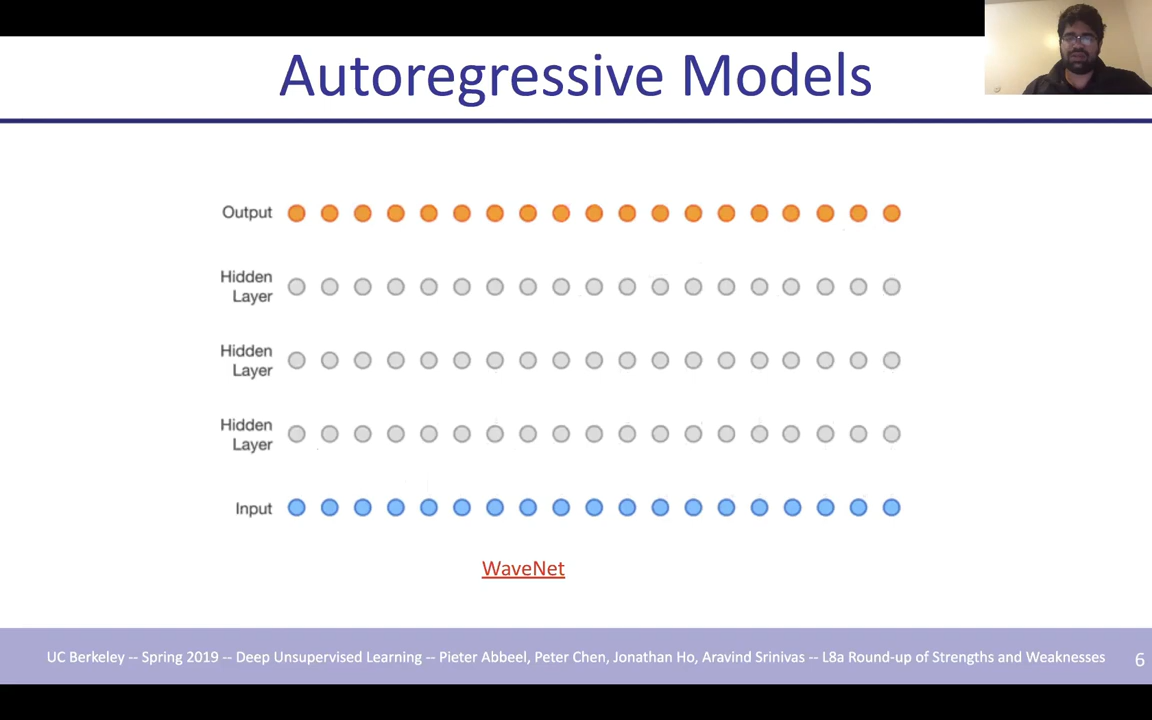 Autoregressive Models
Output
Hidden
Layer
Hidden
Layer
Hidden
Layer
Input
WaveNet
UC Berkeley -- Spring 2019 -- Deep Unsupervised Learning -- Pieter Abbeel, Peter Chen, Jonathan Ho, Aravind Srinivas -- L8a Round-up of Strengths and Weaknesses
6